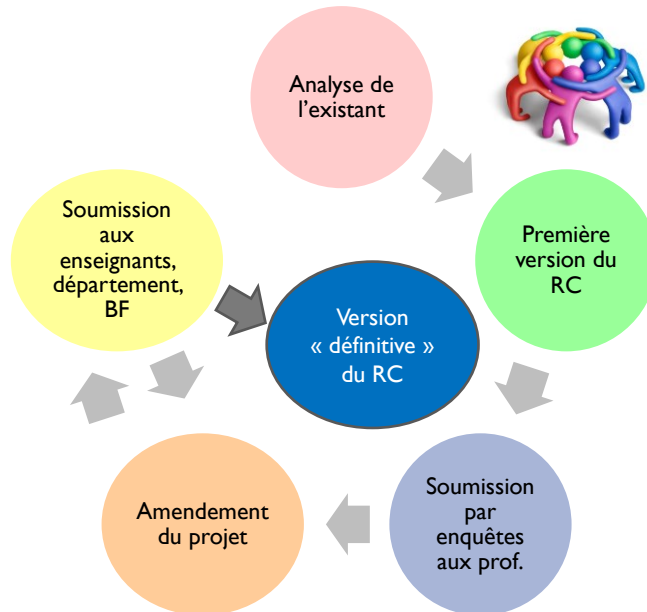 Analyse de
l'existant
Première
version du
RC
Soumission
par
enquêtes
aux prof.
Amendement
du projet
Soumission
aux
enseignants,
département,
BF
Version
« définitive »
du RC